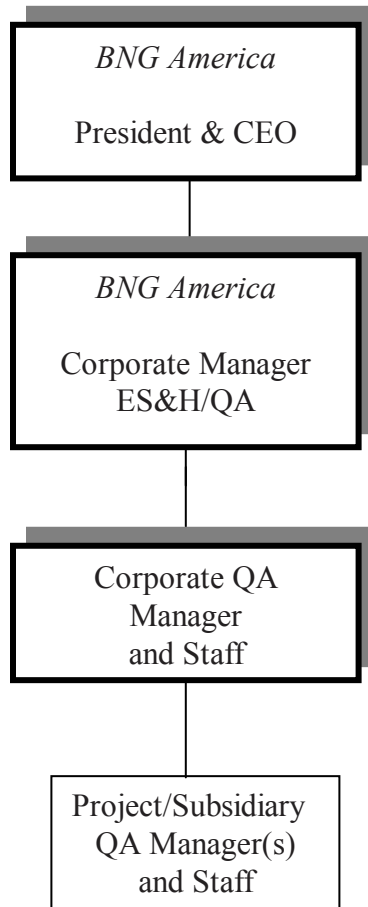 BNG America
President & CEO
BNG America
Corporate Manager
ES&H/QA
Corporate QA
Manager
and Staff
Project/Subsidiary
QA Manager(s)
and Staff